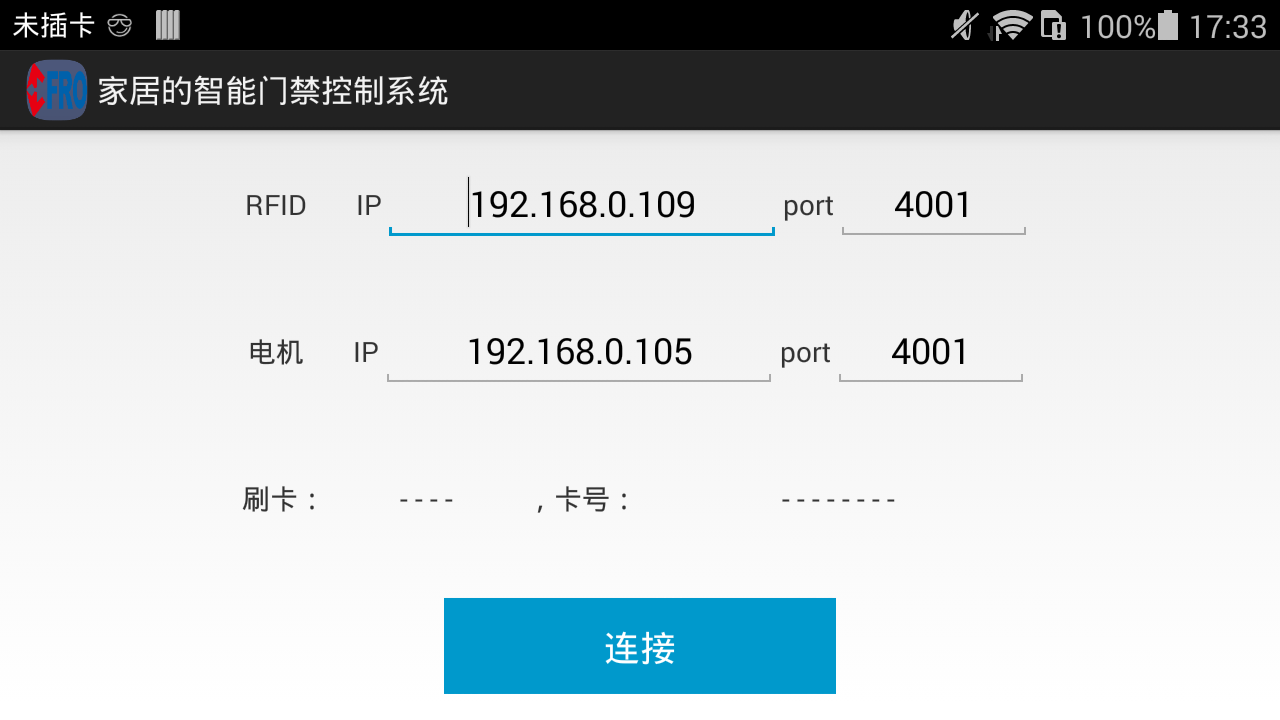 未插卡 100% 17:33
FRO 家居的智能门禁控制系统
RFID IP 192.168.0.109 port 4001
电机 IP 192.168.0.105 port 4001
刷卡： ---- , 卡号： --------
连接